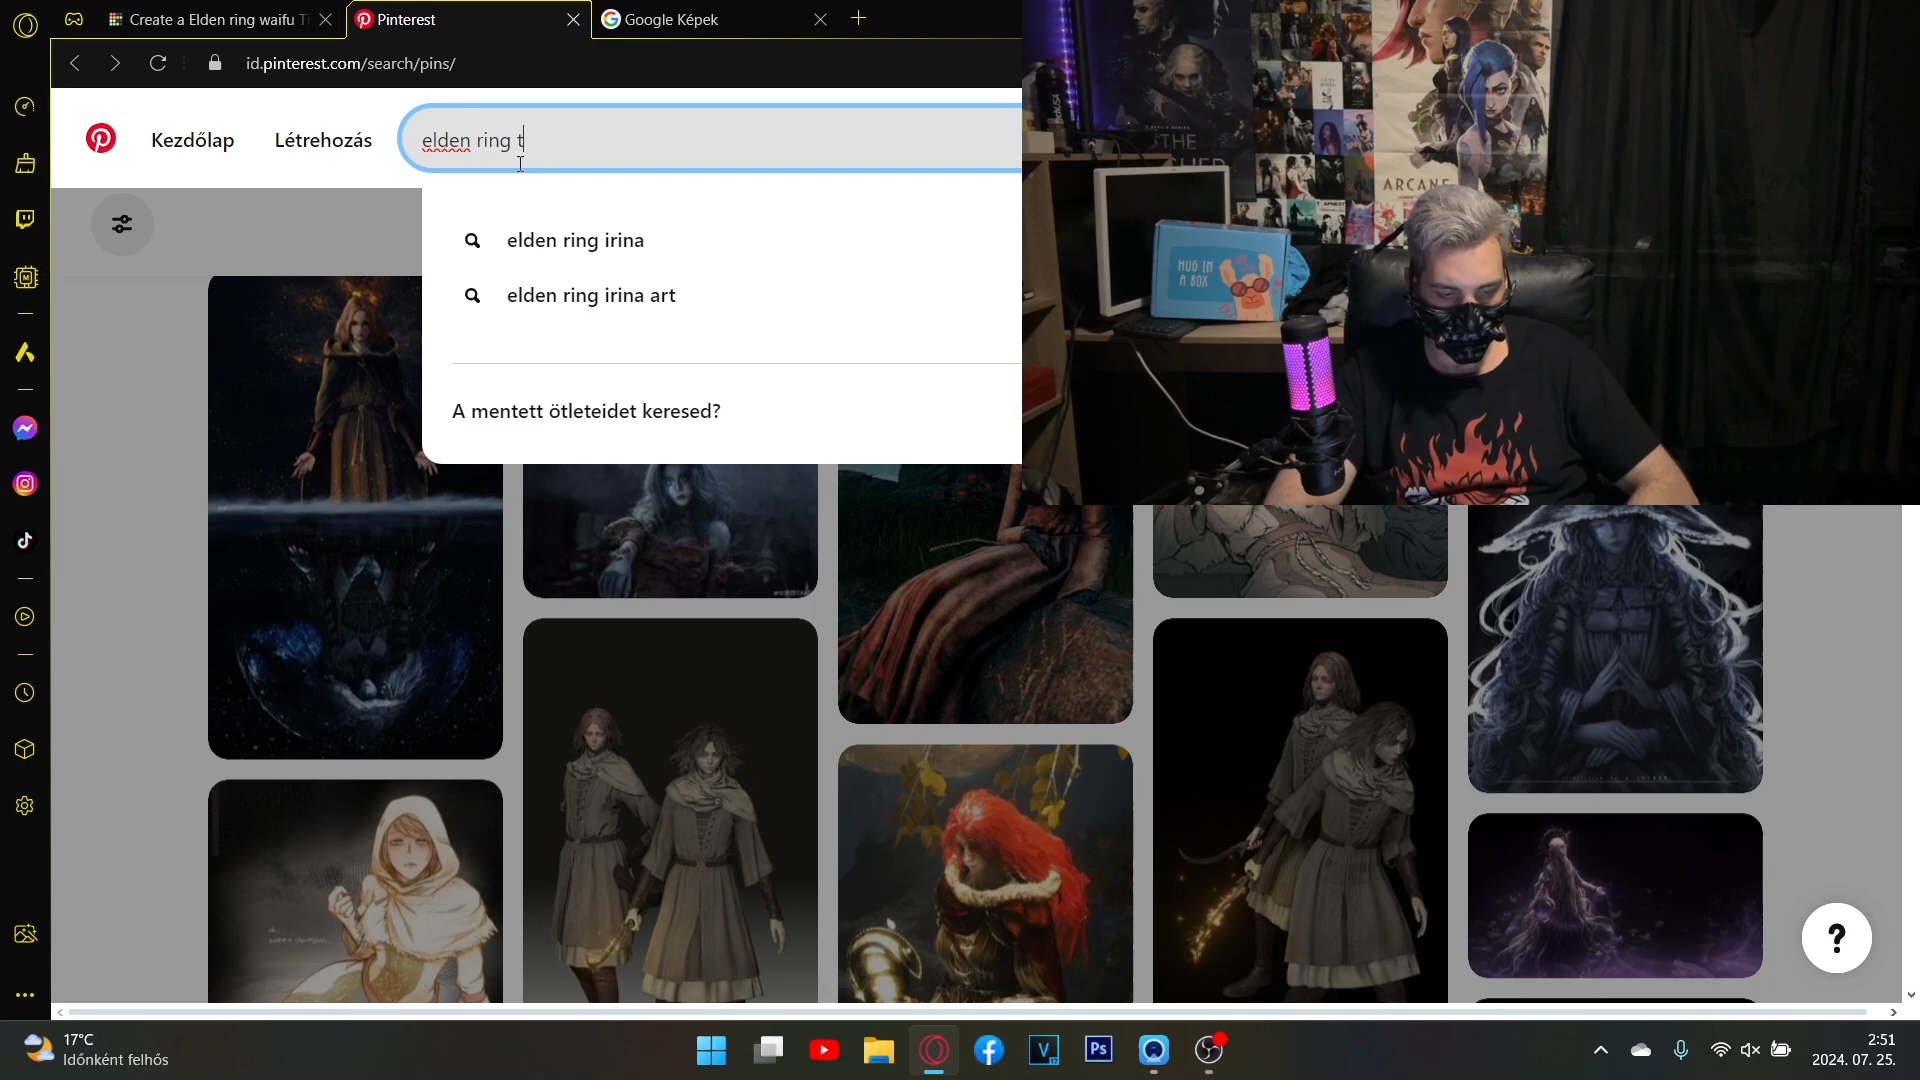 Create a Elden ring waifu T
Pinterest
Google Képek
id.pinterest.com/search/pins/
Kezdőlap
Létrehozás
elden ring t
elden ring irina
elden ring irina art
A mentett ötleteidet keresed?
THE
ARCANE
HUG IN
A BOX
?
17°C
Időnként felhős
V
Ps
2:51
2024. 07. 25.